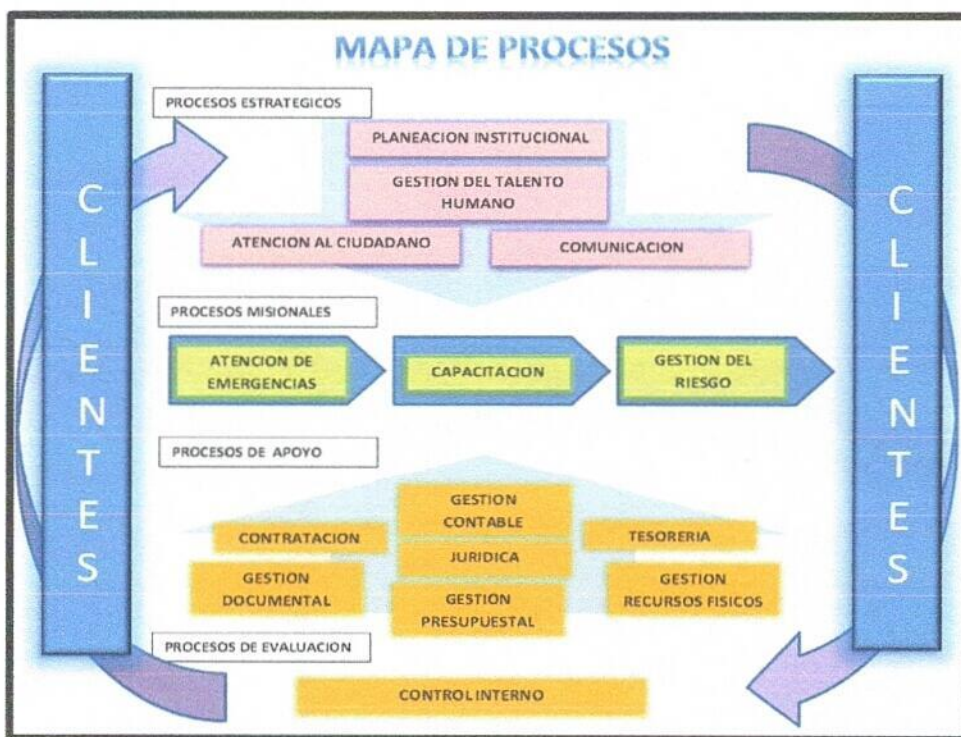 MAPA DE PROCESOS
CLIENTES
PROCESOS ESTRATEGICOS
PLANEACION INSTITUCIONAL
GESTION DEL TALENTO
HUMANO
ATENCION AL CIUDADANO
COMUNICACION
PROCESOS MISIONALES
ATENCION DE
EMERGENCIAS
CAPACITACION
GESTION DEL
RIESGO
PROCESOS DE APOYO
GESTION
CONTABLE
CONTRATACION
TESORERIA
JURIDICA
GESTION
DOCUMENTAL
GESTION
PRESUPUESTAL
GESTION
RECURSOS FISICOS
PROCESOS DE EVALUACION
CONTROL INTERNO
CLIENTES